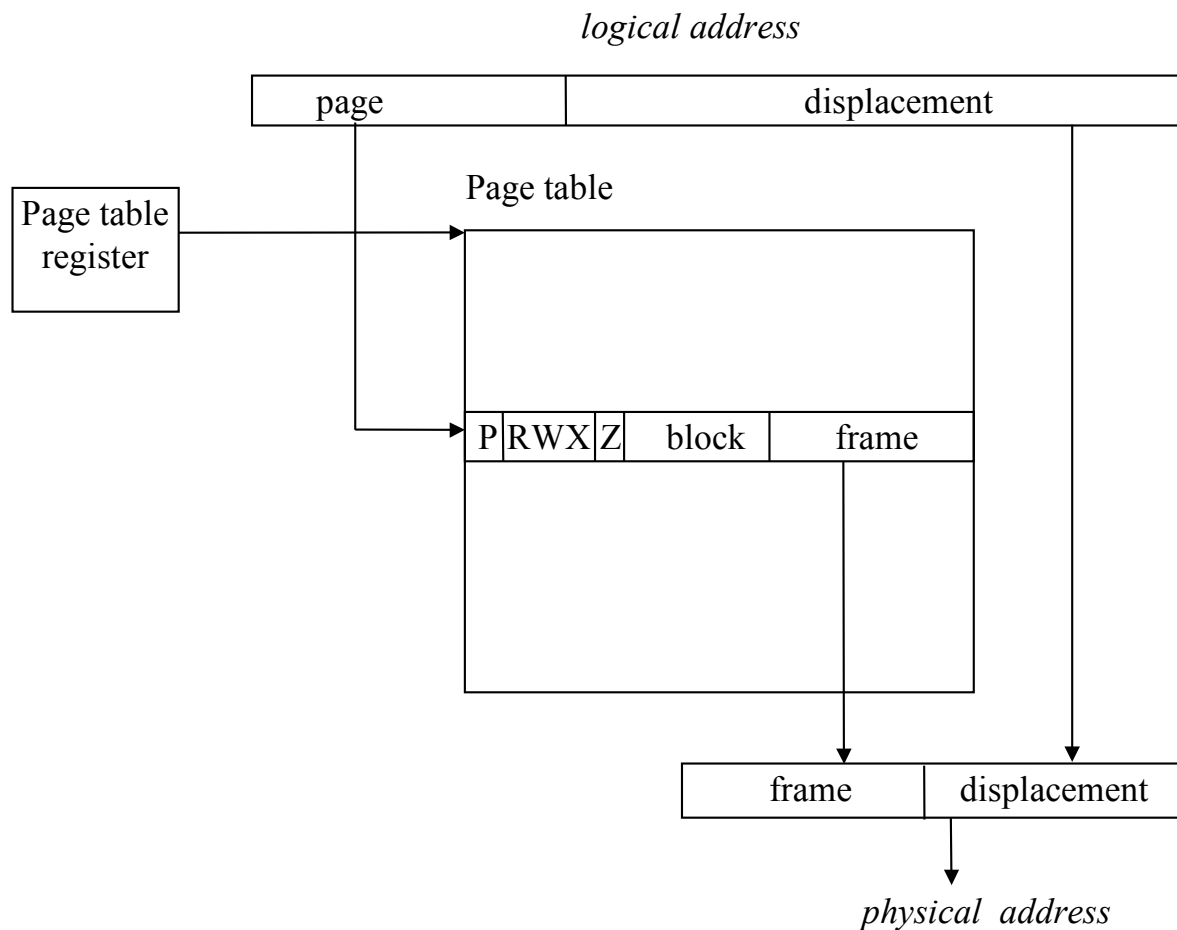 logical address
page displacement
Page table
Page table
register
P RWX Z block frame
frame displacement
physical address